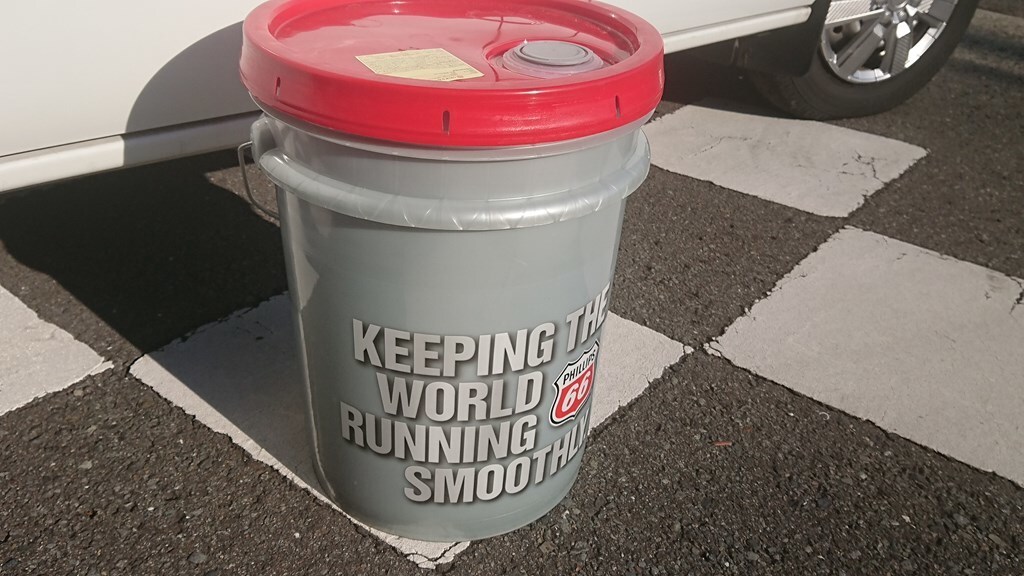 KEEPING THE
WORLD
RUNNING
SMOOTHLY
PHILLIPS
66